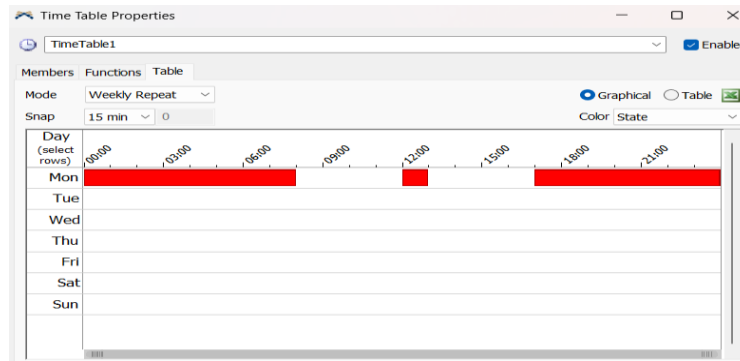 Time Table Properties
TimeTable1
Enable
Members Functions Table
Mode Weekly Repeat Graphical Table
Snap 15 min 0 Color State
Day
(select
rows)
00:00 03:00 06:00 09:00 12:00 15:00 18:00 21:00
Mon
Tue
Wed
Thu
Fri
Sat
Sun